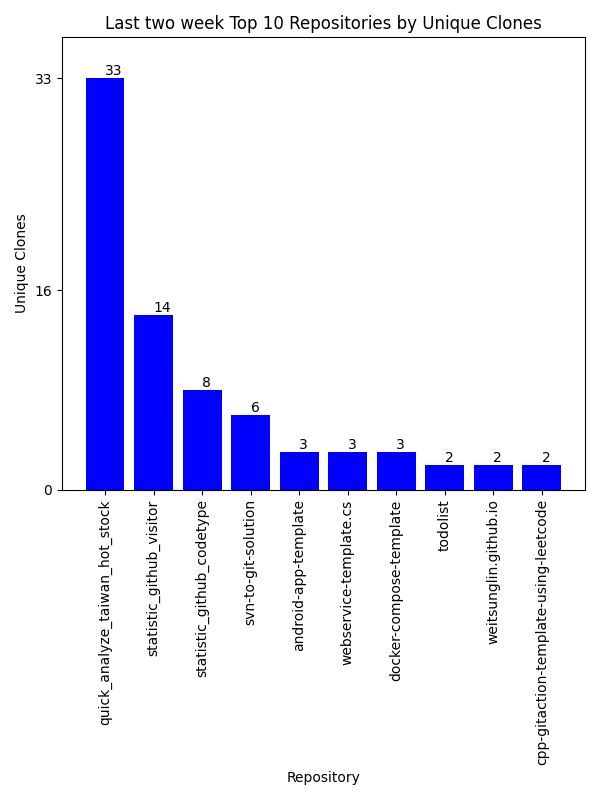 Last two week Top 10 Repositories by Unique Clones
Unique Clones
33
16
0
33
14
8
6
3
3
3
2
2
2
quick_analyze_taiwan_hot_stock
statistic_github_visitor
statistic_github_codetype
svn-to-git-solution
android-app-template
webservice-template.cs
docker-compose-template
todolist
weitsunglin.github.io
cpp-gitaction-template-using-leetcode
Repository